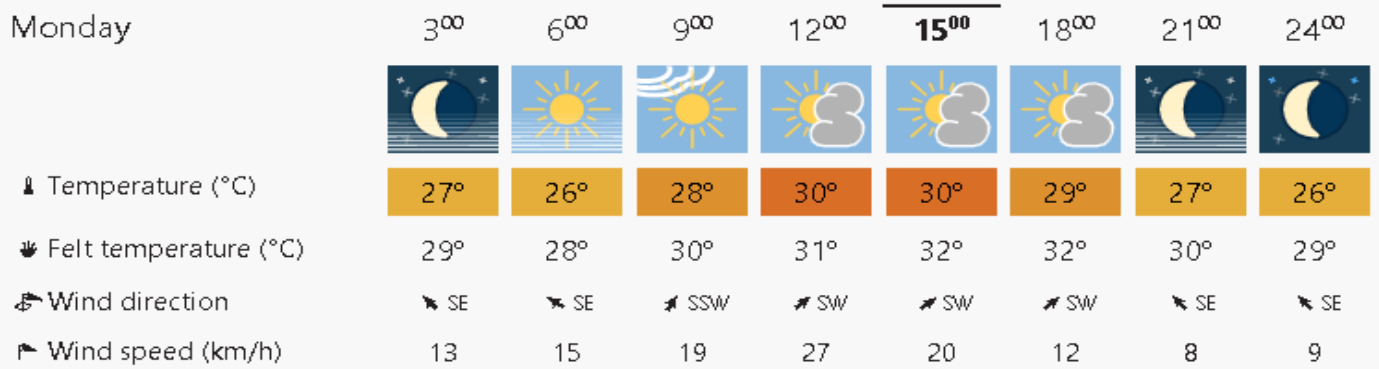 Monday 3⁰⁰ 6⁰⁰ 9⁰⁰ 12⁰⁰ 15⁰⁰ 18⁰⁰ 21⁰⁰ 24⁰⁰
Temperature (°C) 27° 26° 28° 30° 30° 29° 27° 26°
Felt temperature (°C) 29° 28° 30° 31° 32° 32° 30° 29°
Wind direction SE SE SSW SW SW SW SE SE
Wind speed (km/h) 13 15 19 27 20 12 8 9